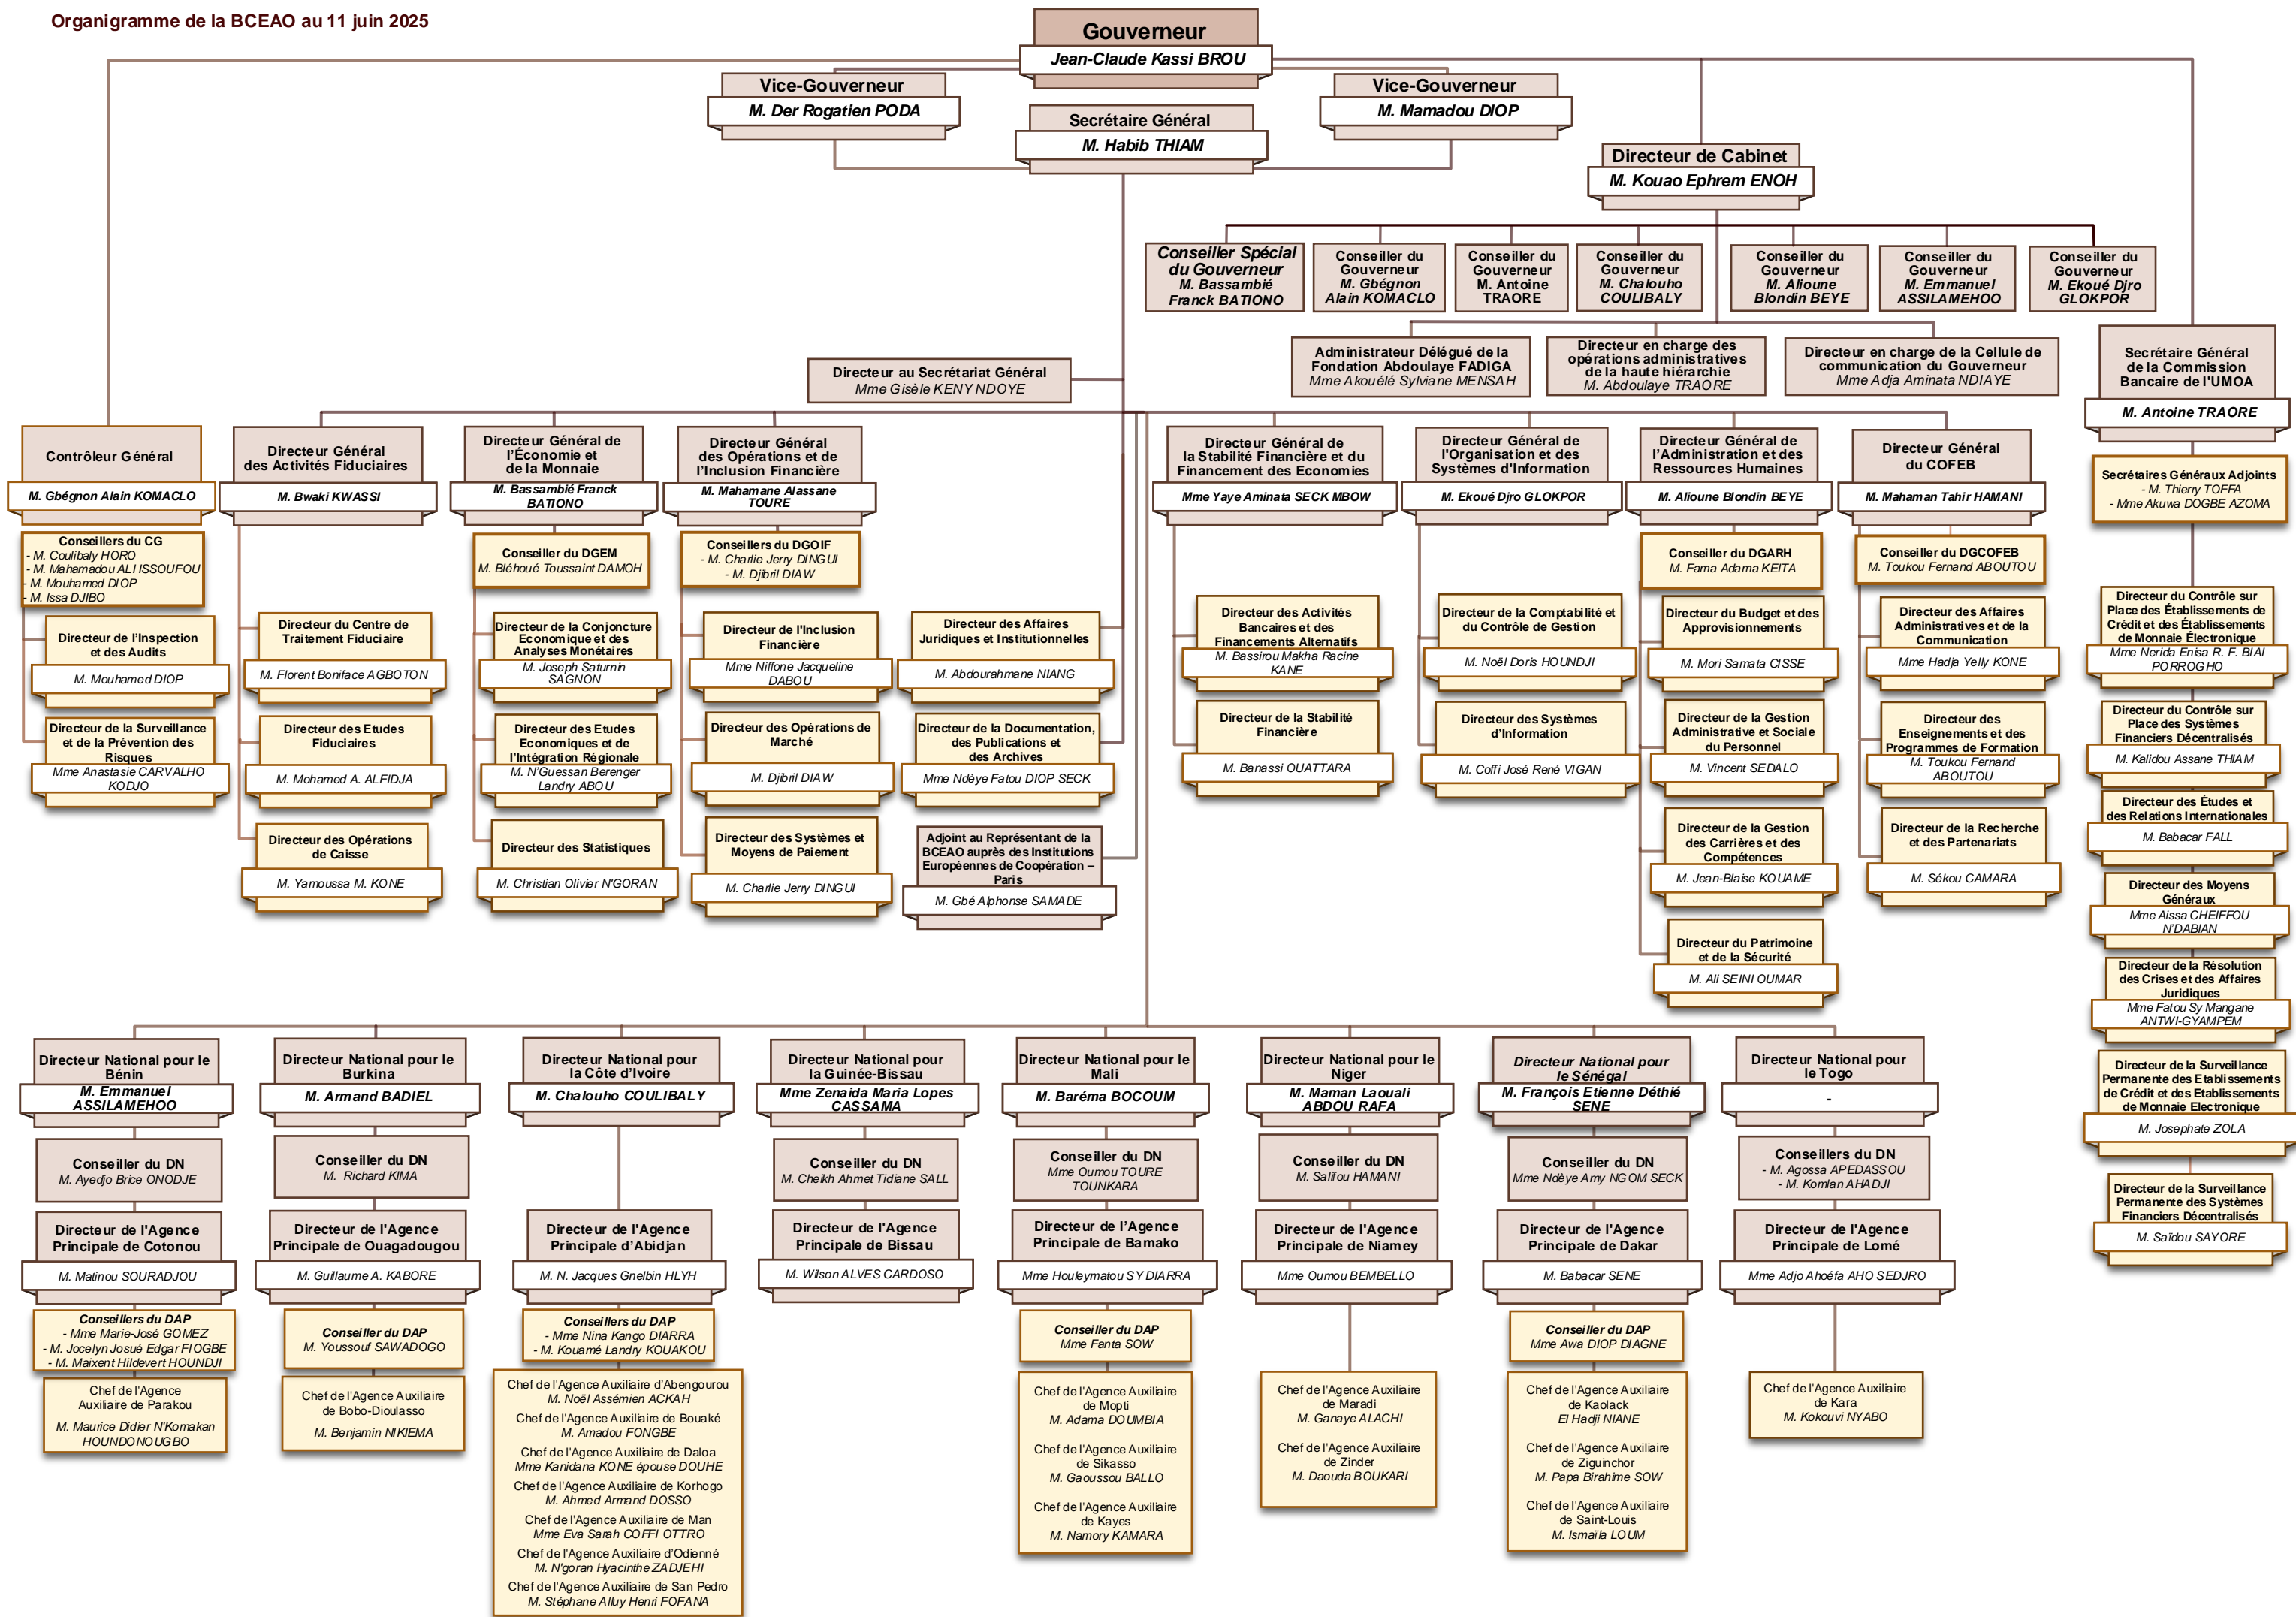 Organigramme de la BCEAO au 11 juin 2025
Gouverneur
Jean-Claude Kassi BROU
Vice-Gouverneur
M. Der Rogatien PODA
Vice-Gouverneur
M. Mamadou DIOP
Secrétaire Général
M. Habib THIAM
Directeur de Cabinet
M. Kouao Ephrem ENOH
Conseiller Spécial
du Gouverneur
M. Bassambié
Franck BATIONO
Conseiller du
Gouverneur
M. Gbégnon
Alain KOMACLO
Conseiller du
Gouverneur
M. Antoine
TRAORE
Conseiller du
Gouverneur
M. Chalouho
COULIBALY
Conseiller du
Gouverneur
M. Alioune
Blondin BEYE
Conseiller du
Gouverneur
M. Emmanuel
ASSILAMEHOO
Conseiller du
Gouverneur
M. Ekoué Djro
GLOKPOR
Administrateur Délégué de la
Fondation Abdoulaye FADIGA
Mme Akouélé Sylviane MENSAH
Directeur en charge des
opérations administratives
de la haute hiérarchie
M. Abdoulaye TRAORE
Directeur en charge de la Cellule de
communication du Gouverneur
Mme Adja Aminata NDIAYE
Directeur au Secrétariat Général
Mme Gisèle KENY NDOYE
Contrôleur Général
M. Gbégnon Alain KOMACLO
Conseillers du CG
- M. Coulibaly HORO
- M. Mahamadou ALI ISSOUFOU
- M. Mouhamed DIOP
- M. Issa DJIBO
Directeur de l'Inspection
et des Audits
M. Mouhamed DIOP
Directeur de la Surveillance
et de la Prévention des
Risques
Mme Anastasie CARVALHO
KODJO
Directeur Général
des Activités Fiduciaires
M. Bwaki KWASSI
Directeur du Centre de
Traitement Fiduciaire
M. Florent Boniface AGBOTON
Directeur des Etudes
Fiduciaires
M. Mohamed A. ALFIDJA
Directeur des Opérations
de Caisse
M. Yamoussa M. KONE
Directeur Général de
l'Économie et
de la Monnaie
M. Bassambié Franck
BATIONO
Conseiller du DGEM
M. Bléhoué Toussaint DAMOH
Directeur de la Conjoncture
Economique et des
Analyses Monétaires
M. Joseph Saturnin
SAGNON
Directeur des Etudes
Economiques et de
l'Intégration Régionale
M. N'Guessan Berenger
Landry ABOU
Directeur des Statistiques
M. Christian Olivier N'GORAN
Directeur Général
des Opérations et de
l'Inclusion Financière
M. Mahamane Alassane
TOURE
Conseillers du DGOIF
- M. Charlie Jerry DINGUI
- M. Djibril DIAW
Directeur de l'Inclusion
Financière
Mme Niffone Jacqueline
DABOU
Directeur des Opérations de
Marché
M. Djibril DIAW
Directeur des Systèmes et
Moyens de Paiement
M. Charlie Jerry DINGUI
Directeur des Affaires
Juridiques et Institutionnelles
M. Abdourahmane NIANG
Directeur de la Documentation,
des Publications et
des Archives
Mme Ndèye Fatou DIOP SECK
Adjoint au Représentant de la
BCEAO auprès des Institutions
Européennes de Coopération –
Paris
M. Gbé Alphonse SAMADE
Directeur Général de
la Stabilité Financière et du
Financement des Economies
Mme Yaye Aminata SECK MBOW
Directeur des Activités
Bancaires et des
Financements Alternatifs
M. Bassirou Makha Racine
KANE
Directeur de la Stabilité
Financière
M. Banassi OUATTARA
Directeur Général de
l'Organisation et des
Systèmes d'Information
M. Ekoué Djro GLOKPOR
Directeur de la Comptabilité et
du Contrôle de Gestion
M. Noël Doris HOUNDJI
Directeur des Systèmes
d'Information
M. Coffi José René VIGAN
Directeur Général de
l'Administration et des
Ressources Humaines
M. Alioune Blondin BEYE
Conseiller du DGARH
M. Fama Adama KEITA
Directeur du Budget et des
Approvisionnements
M. Mori Samata CISSE
Directeur de la Gestion
Administrative et Sociale
du Personnel
M. Vincent SEDALO
Directeur de la Gestion
des Carrières et des
Compétences
M. Jean-Blaise KOUAME
Directeur du Patrimoine
et de la Sécurité
M. Ali SEINI OUMAR
Directeur Général
du COFEB
M. Mahaman Tahir HAMANI
Conseiller du DGCOFEB
M. Toukou Fernand ABOUTOU
Directeur des Affaires
Administratives et de la
Communication
Mme Hadja Yelly KONE
Directeur des
Enseignements et des
Programmes de Formation
M. Toukou Fernand
ABOUTOU
Directeur de la Recherche
et des Partenariats
M. Sékou CAMARA
Secrétaire Général
de la Commission
Bancaire de l'UMOA
M. Antoine TRAORE
Secrétaires Généraux Adjoints
- M. Thierry TOFFA
- Mme Akuwa DOGBE AZOMA
Directeur du Contrôle sur
Place des Établissements de
Crédit et des Établissements
de Monnaie Électronique
Mme Nerida Enisa R. F. BIAI
PORROGHO
Directeur du Contrôle sur
Place des Systèmes
Financiers Décentralisés
M. Kalidou Assane THIAM
Directeur des Études et
des Relations Internationales
M. Babacar FALL
Directeur des Moyens
Généraux
Mme Aissa CHEIFFOU
N'DABIAN
Directeur de la Résolution
des Crises et des Affaires
Juridiques
Mme Fatou Sy Mangane
ANTWI-GYAMPEM
Directeur de la Surveillance
Permanente des Etablissements
de Crédit et des Etablissements
de Monnaie Electronique
M. Josephate ZOLA
Directeur de la Surveillance
Permanente des Systèmes
Financiers Décentralisés
M. Saïdou SAYORE
Directeur National pour le
Bénin
M. Emmanuel
ASSILAMEHOO
Conseiller du DN
M. Ayedjo Brice ONODJE
Directeur de l'Agence
Principale de Cotonou
M. Matinou SOURADJOU
Conseillers du DAP
- Mme Marie-José GOMEZ
- M. Jocelyn Josué Edgar FIOGBE
- M. Maixent Hildevert HOUNDJI
Chef de l'Agence
Auxiliaire de Parakou
M. Maurice Didier N'Komakan
HOUNDONOUGBO
Directeur National pour le
Burkina
M. Armand BADIEL
Conseiller du DN
M. Richard KIMA
Directeur de l'Agence
Principale de Ouagadougou
M. Guillaume A. KABORE
Conseiller du DAP
M. Youssouf SAWADOGO
Chef de l'Agence Auxiliaire
de Bobo-Dioulasso
M. Benjamin NIKIEMA
Directeur National pour
la Côte d'Ivoire
M. Chalouho COULIBALY
Directeur de l'Agence
Principale d'Abidjan
M. N. Jacques Gnelbin HLYH
Conseillers du DAP
- Mme Nina Kango DIARRA
- M. Kouamé Landry KOUAKOU
Chef de l'Agence Auxiliaire d'Abengourou
M. Noël Assémien ACKAH
Chef de l'Agence Auxiliaire de Bouaké
M. Amadou FONGBE
Chef de l'Agence Auxiliaire de Daloa
Mme Kanidana KONE épouse DOUHE
Chef de l'Agence Auxiliaire de Korhogo
M. Ahmed Armand DOSSO
Chef de l'Agence Auxiliaire de Man
Mme Eva Sarah COFFI OTTRO
Chef de l'Agence Auxiliaire d'Odienné
M. N'goran Hyacinthe ZADJEHI
Chef de l'Agence Auxiliaire de San Pedro
M. Stéphane Alluy Henri FOFANA
Directeur National pour
la Guinée-Bissau
Mme Zenaida Maria Lopes
CASSAMA
Conseiller du DN
M. Cheikh Ahmet Tidiane SALL
Directeur de l'Agence
Principale de Bissau
M. Wilson ALVES CARDOSO
Directeur National pour le
Mali
M. Baréma BOCOUM
Conseiller du DN
Mme Oumou TOURE
TOUNKARA
Directeur de l'Agence
Principale de Bamako
Mme Houleymatou SY DIARRA
Conseiller du DAP
Mme Fanta SOW
Chef de l'Agence Auxiliaire
de Mopti
M. Adama DOUMBIA
Chef de l'Agence Auxiliaire
de Sikasso
M. Gaoussou BALLO
Chef de l'Agence Auxiliaire
de Kayes
M. Namory KAMARA
Directeur National pour le
Niger
M. Maman Laouali
ABDOU RAFA
Conseiller du DN
M. Salifou HAMANI
Directeur de l'Agence
Principale de Niamey
Mme Oumou BEMBELLO
Chef de l'Agence Auxiliaire
de Maradi
M. Ganaye ALACHI
Chef de l'Agence Auxiliaire
de Zinder
M. Daouda BOUKARI
Directeur National pour
le Sénégal
M. François Etienne Déthié
SENE
Conseiller du DN
Mme Ndèye Amy NGOM SECK
Directeur de l'Agence
Principale de Dakar
M. Babacar SENE
Conseiller du DAP
Mme Awa DIOP DIAGNE
Chef de l'Agence Auxiliaire
de Kaolack
El Hadji NIANE
Chef de l'Agence Auxiliaire
de Ziguinchor
M. Papa Birahime SOW
Chef de l'Agence Auxiliaire
de Saint-Louis
M. Ismaïla LOUM
Directeur National pour
le Togo
-
Conseillers du DN
- M. Agossa APEDASSOU
- M. Komlan AHADJI
Directeur de l'Agence
Principale de Lomé
Mme Adjo Ahoéfa AHO SEDJRO
Chef de l'Agence Auxiliaire
de Kara
M. Kokouvi NYABO